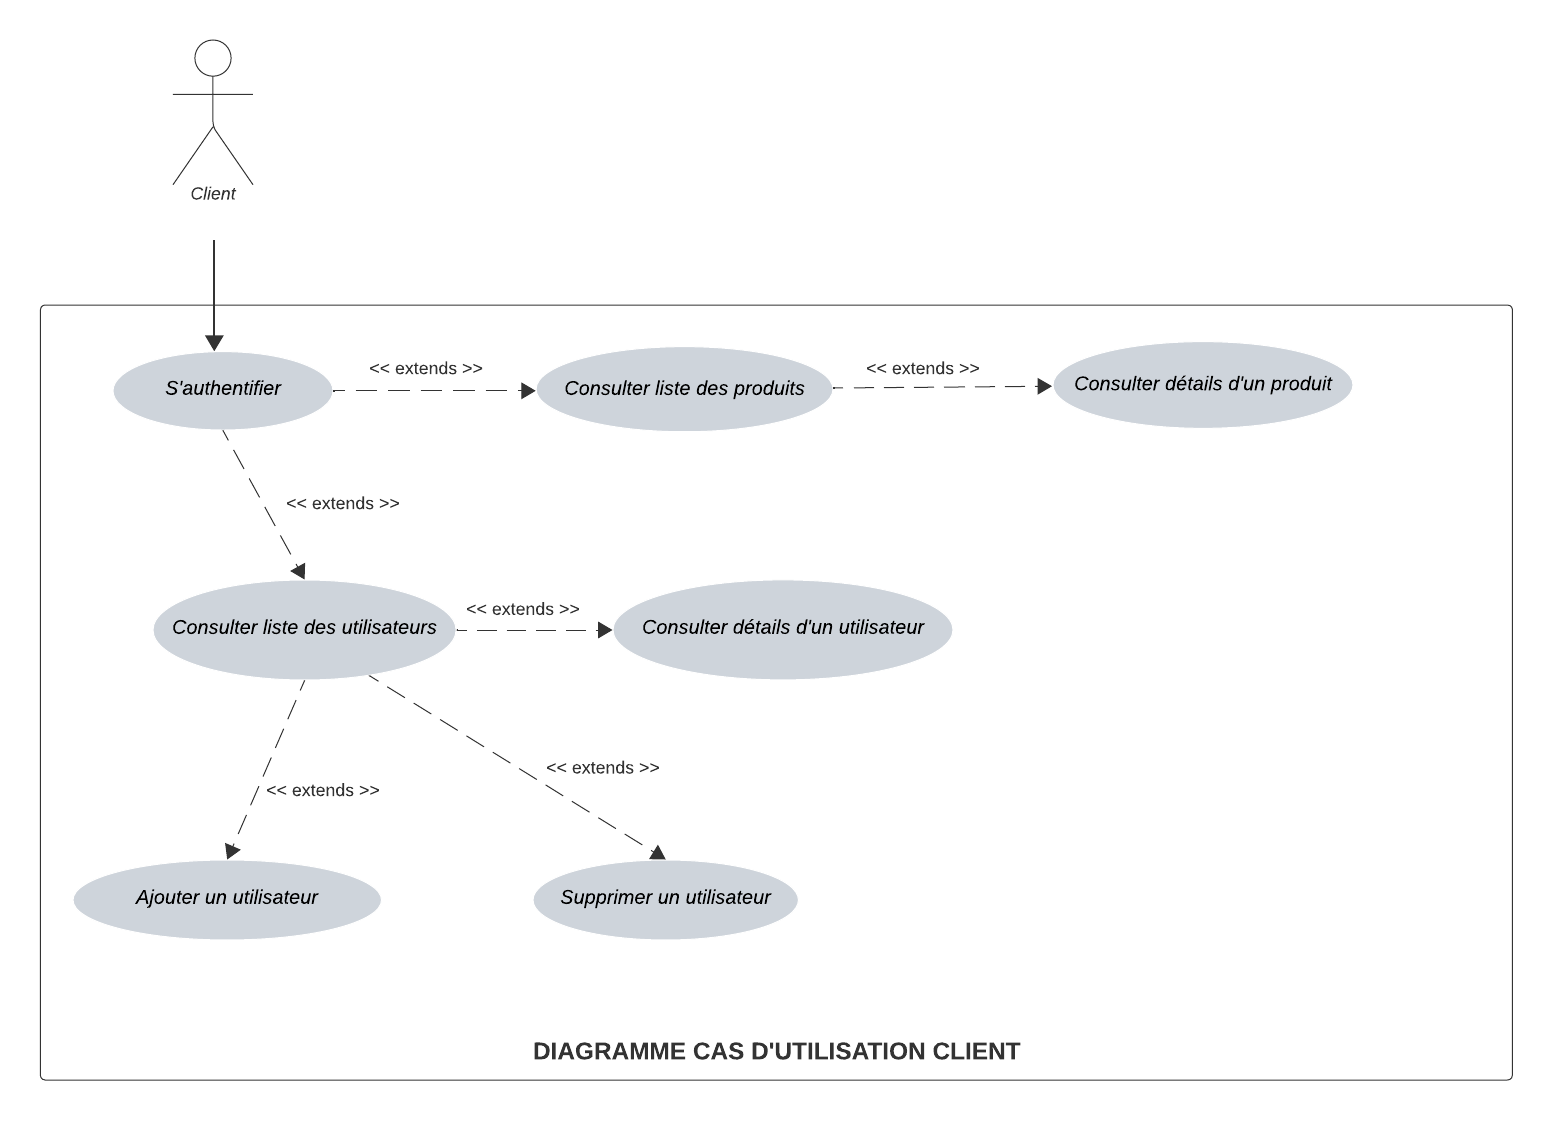 Client
S'authentifier
<< extends >>
Consulter liste des produits
<< extends >>
Consulter détails d'un produit
<< extends >>
Consulter liste des utilisateurs
<< extends >>
Consulter détails d'un utilisateur
<< extends >>
<< extends >>
Ajouter un utilisateur
Supprimer un utilisateur
DIAGRAMME CAS D'UTILISATION CLIENT